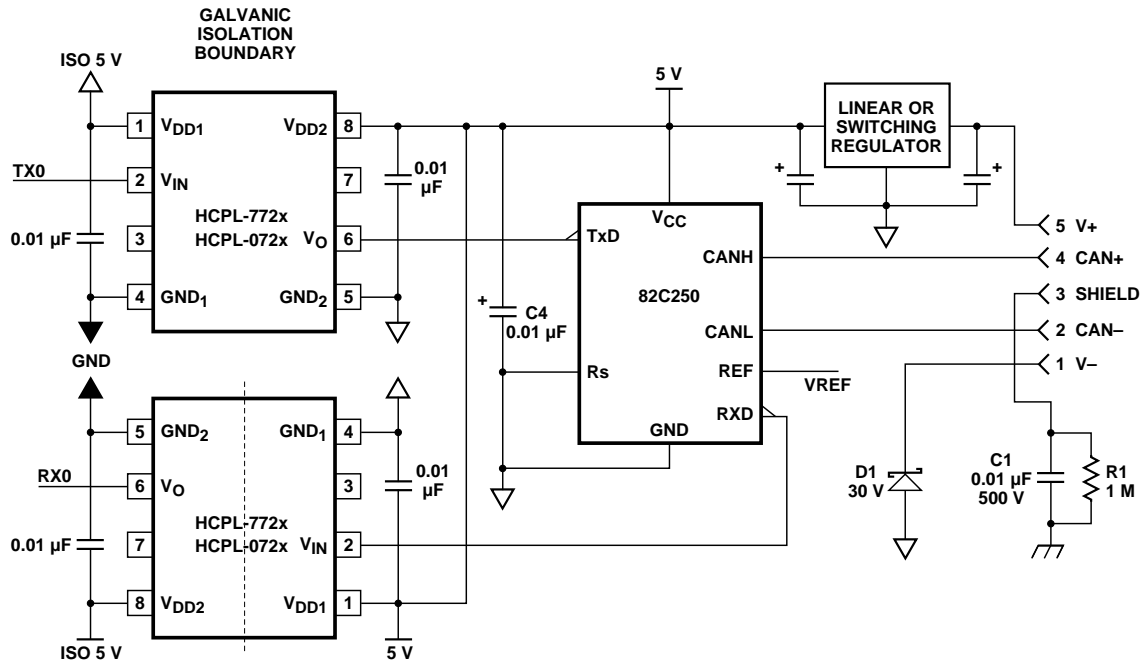 GALVANIC
ISOLATION
BOUNDARY
ISO 5 V
1 VDD1
VDD2 8
TX0
2 VIN
7
0.01
µF
HCPL-772x
HCPL-072x
0.01 µF
3
VO 6
4 GND1
GND2 5
GND
5 GND2
GND1 4
RX0
6 VO
3
0.01
µF
HCPL-772x
HCPL-072x
0.01 µF
7
VIN 2
8 VDD2
VDD1 1
ISO 5 V
5 V
5 V
+
C4
0.01 µF
TxD
VCC
CANH
82C250
CANL
Rs
REF
VREF
RXD
GND
LINEAR OR
SWITCHING
REGULATOR
+
+
5 V+
4 CAN+
3 SHIELD
2 CAN–
1 V–
D1
30 V
C1
0.01 µF
500 V
R1
1 M